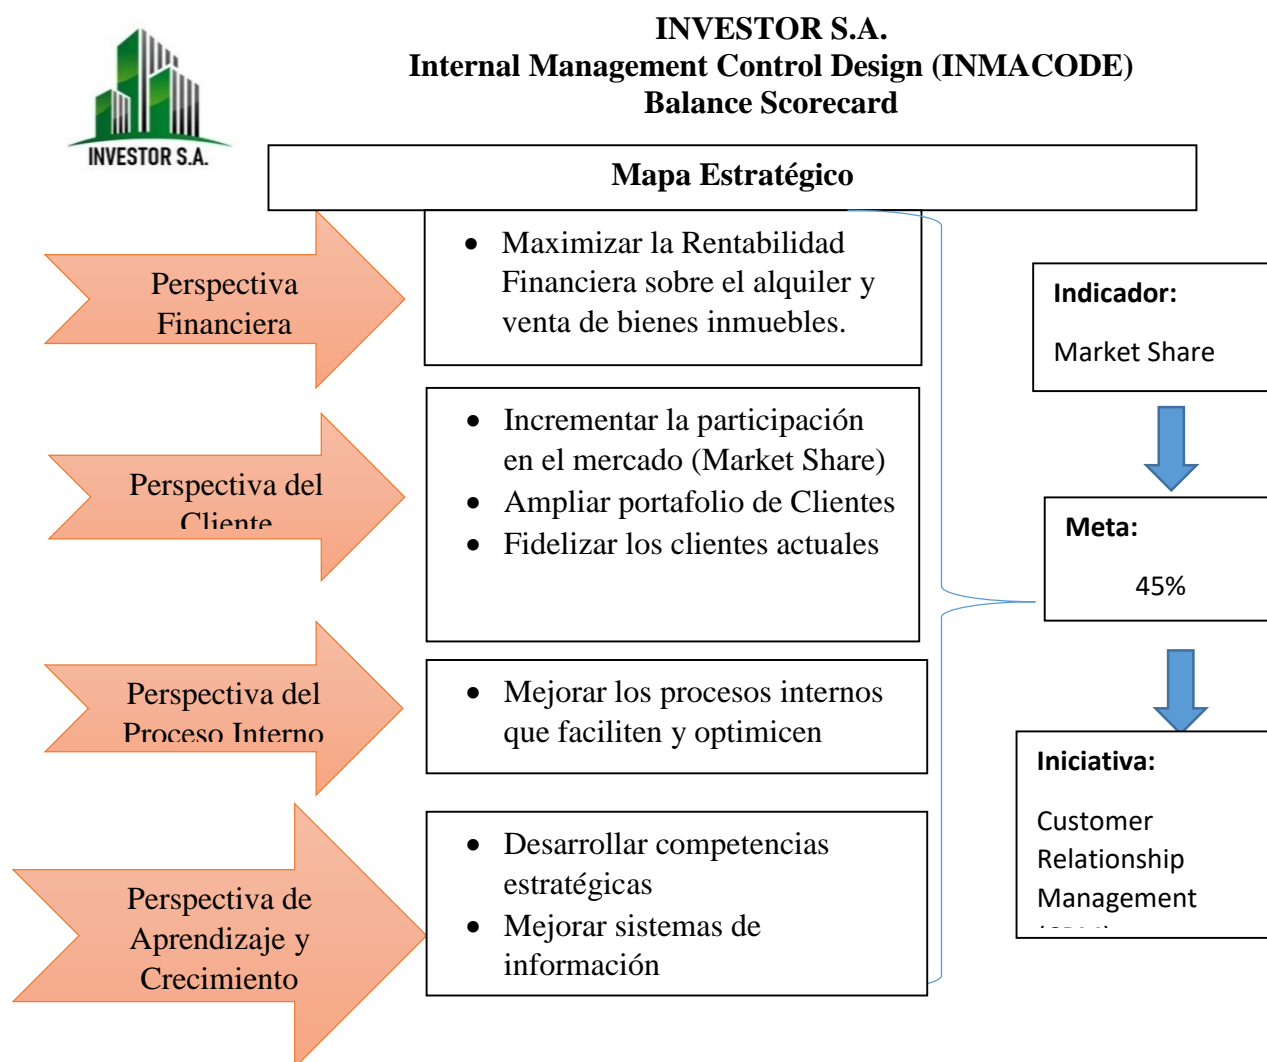 INVESTOR S.A.
Internal Management Control Design (INMACODE)
Balance Scorecard
INVESTOR S.A.
Mapa Estratégico
Perspectiva
Financiera
• Maximizar la Rentabilidad
Financiera sobre el alquiler y
venta de bienes inmuebles.
Perspectiva del
Cliente
• Incrementar la participación
en el mercado (Market Share)
• Ampliar portafolio de Clientes
• Fidelizar los clientes actuales
Perspectiva del
Proceso Interno
• Mejorar los procesos internos
que faciliten y optimicen
Perspectiva de
Aprendizaje y
Crecimiento
• Desarrollar competencias
estratégicas
• Mejorar sistemas de
información
Indicador:
Market Share
Meta:
45%
Iniciativa:
Customer
Relationship
Management